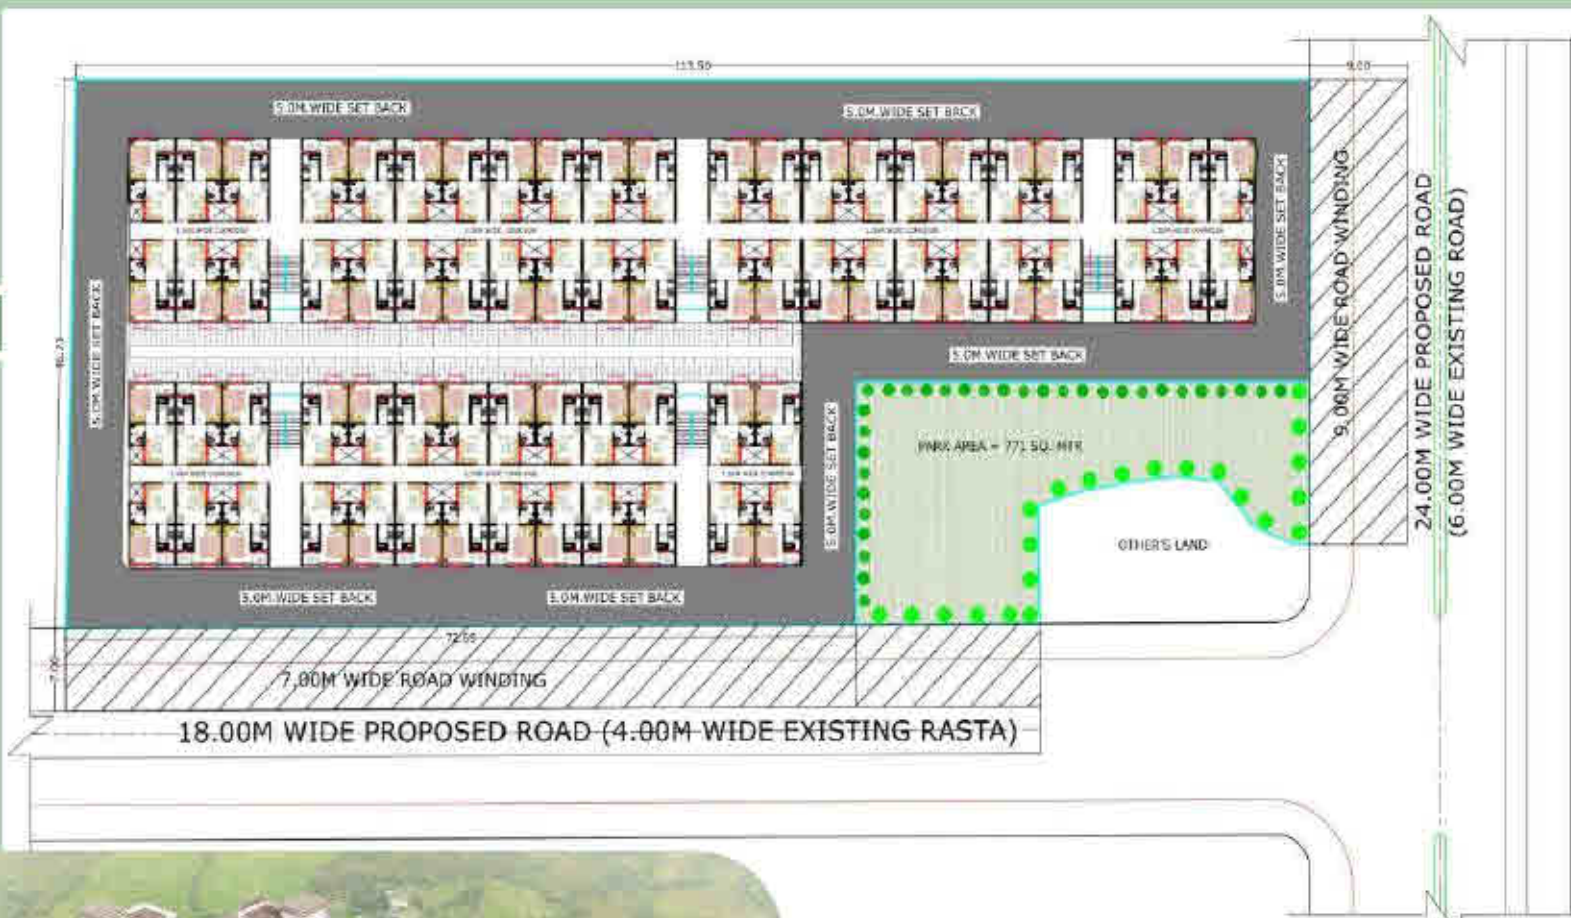 113.50
9.00
5.0M.WIDE SET BACK
5.0M.WIDE SET BACK
5.0M.WIDE SET BACK
9.00M WIDE ROAD WINDING
24.00M WIDE PROPOSED ROAD
(6.00M WIDE EXISTING ROAD)
5.0M.WIDE SET BACK
5.0M.WIDE SET BACK
PARK AREA = 771 SQ. MTR
5.0M.WIDE SET BACK
OTHER'S LAND
5.0M.WIDE SET BACK
5.0M.WIDE SET BACK
7.00
7.00M WIDE ROAD WINDING
18.00M WIDE PROPOSED ROAD (4.00M WIDE EXISTING RASTA)